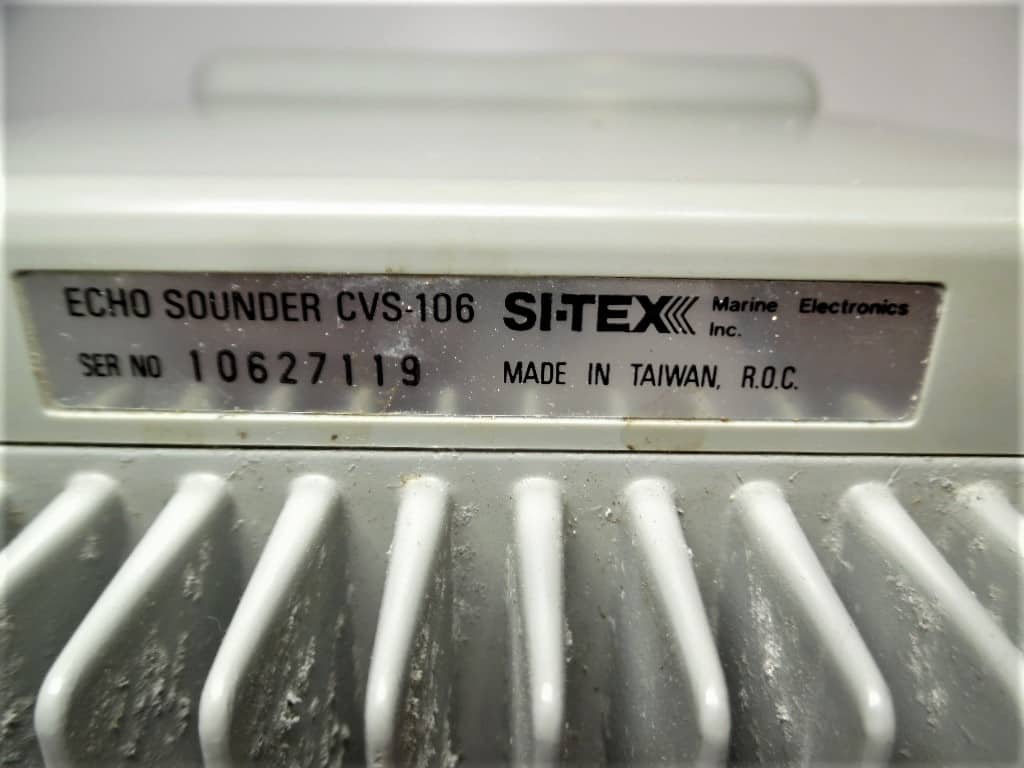 ECHO SOUNDER CVS-106
SER NO 10627119
SI-TEX Marine Electronics
Inc.
MADE IN TAIWAN, R.O.C.